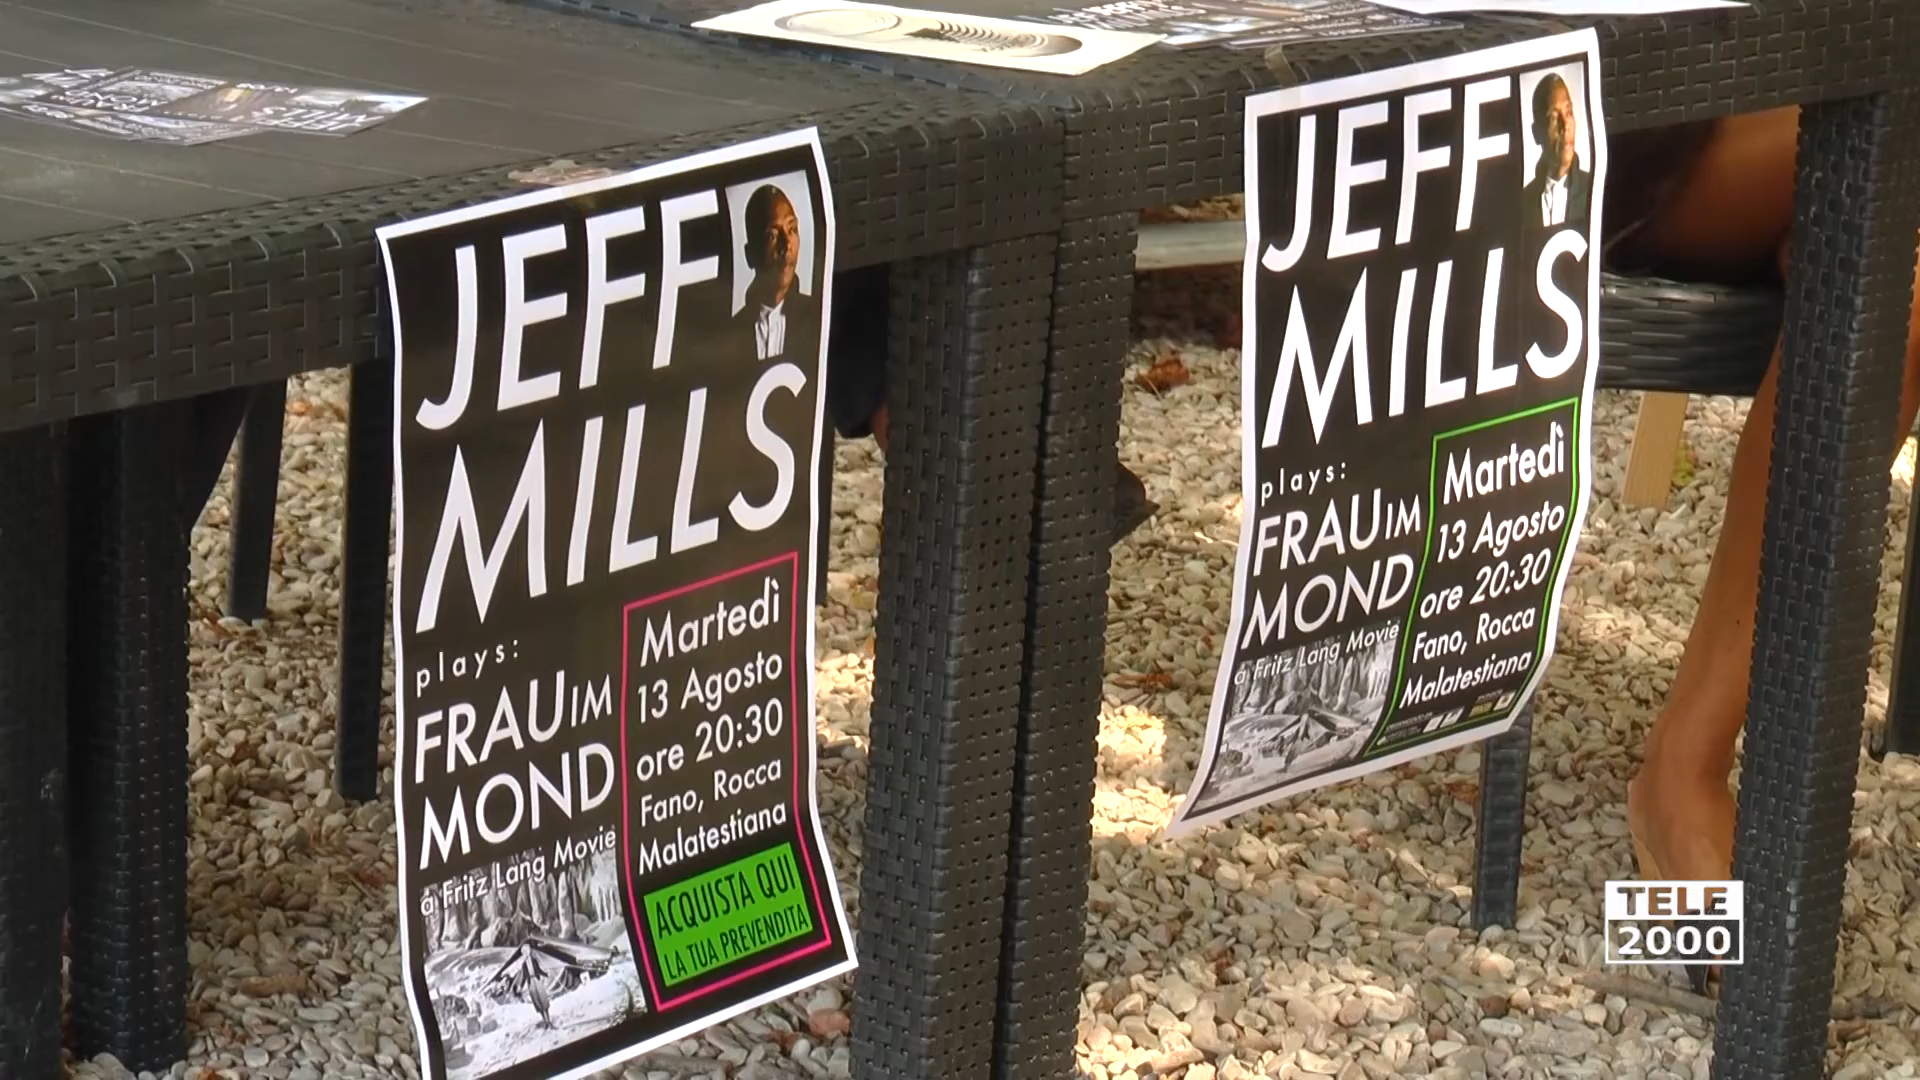 JEFF
MILLS
plays:
FRAU IM
MOND
a Fritz Lang Movie
Martedì
13 Agosto
ore 20:30
Fano, Rocca
Malatestiana
ACQUISTA QUI
LA TUA PREVENDITA
JEFF
MILLS
plays:
FRAU IM
MOND
a Fritz Lang Movie
Martedì
13 Agosto
ore 20:30
Fano, Rocca
Malatestiana
TELE
2000